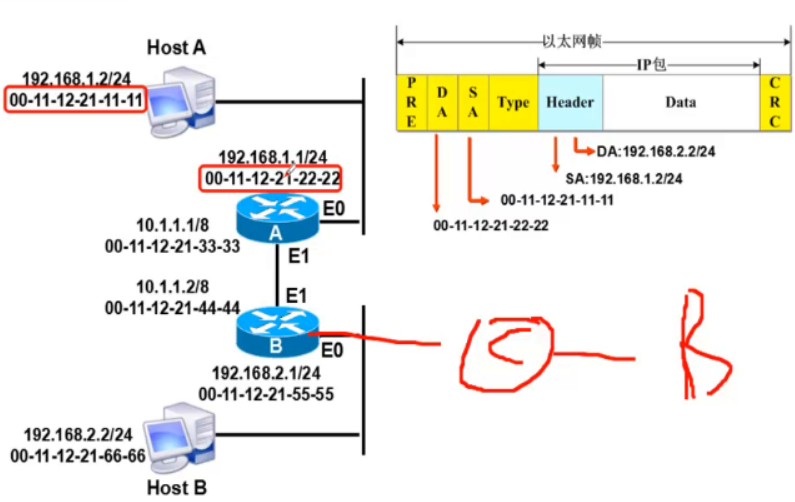 Host A
192.168.1.2/24
00-11-12-21-11-11
192.168.1.1/24
00-11-12-21-22-22
E0
A
10.1.1.1/8
00-11-12-21-33-33
E1
10.1.1.2/8
00-11-12-21-44-44
E1
B
E0
192.168.2.1/24
00-11-12-21-55-55
192.168.2.2/24
00-11-12-21-66-66
Host B
以太网帧
IP包
PRE
DA
SA
Type
Header
Data
CRC
DA:192.168.2.2/24
SA:192.168.1.2/24
00-11-12-21-11-11
00-11-12-21-22-22
C
B